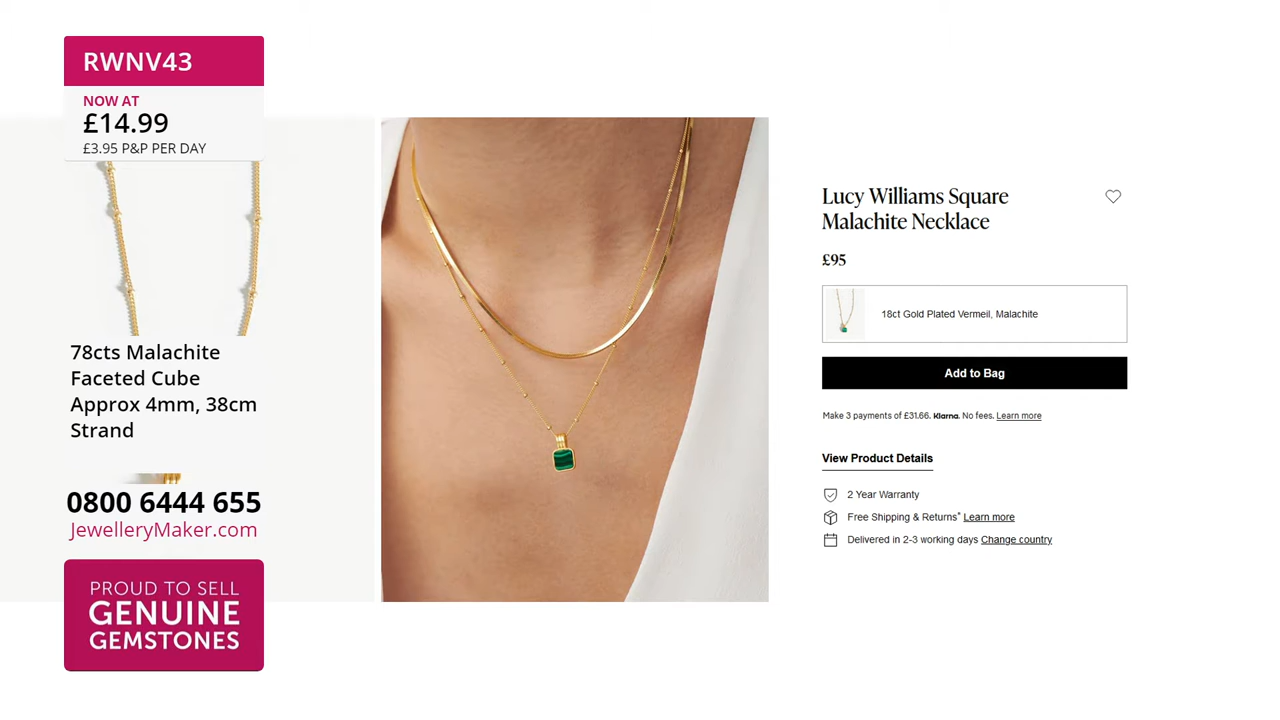 RWNV43
NOW AT
£14.99
£3.95 P&P PER DAY
78cts Malachite
Faceted Cube
Approx 4mm, 38cm
Strand
0800 6444 655
JewelleryMaker.com
PROUD TO SELL
GENUINE
GEMSTONES
Lucy Williams Square
Malachite Necklace
£95
18ct Gold Plated Vermeil, Malachite
Add to Bag
Make 3 payments of £31.66. Klarna. No fees. Learn more
View Product Details
2 Year Warranty
Free Shipping & Returns* Learn more
Delivered in 2-3 working days Change country